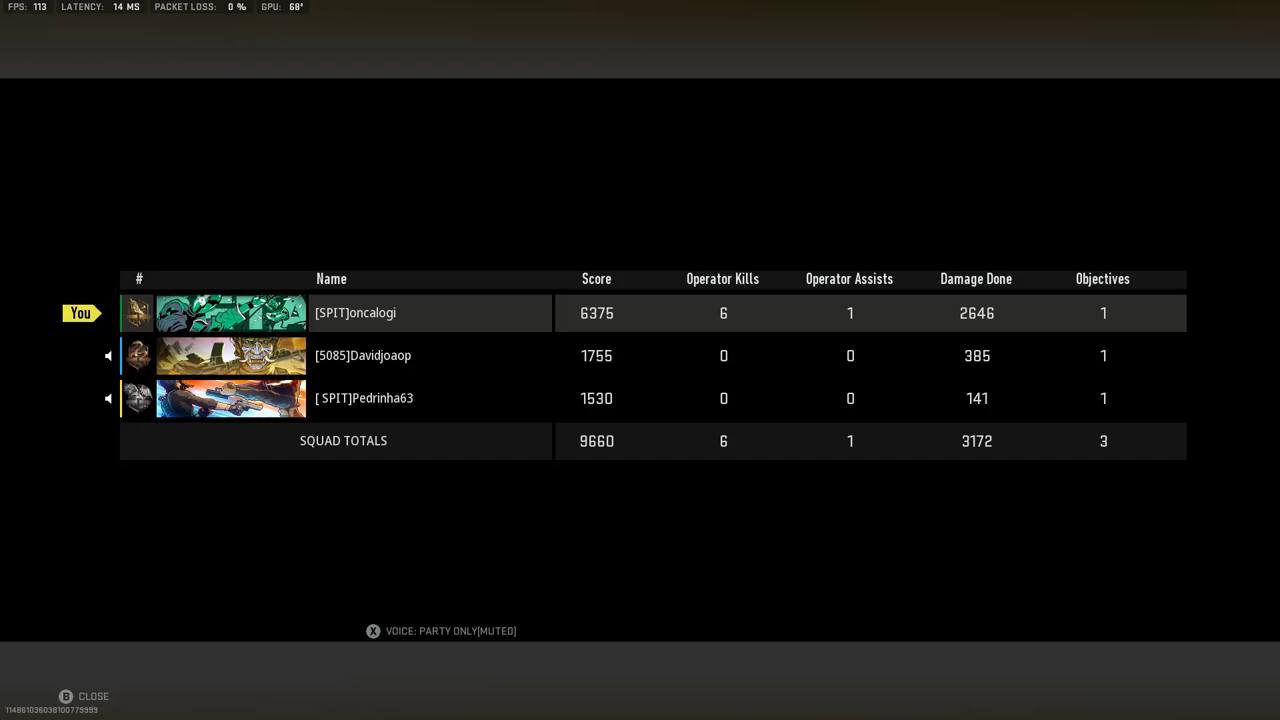 FPS: 113 LATENCY: 14 MS PACKET LOSS: 0 % GPU: 68°
# Name Score Operator Kills Operator Assists Damage Done Objectives
You [SPIT]oncalogi 6375 6 1 2646 1
[5085]Davidjoaop 1755 0 0 385 1
[ SPIT]Pedrinha63 1530 0 0 141 1
SQUAD TOTALS 9660 6 1 3172 3
X VOICE: PARTY ONLY[MUTED]
B CLOSE
114861036038100779999